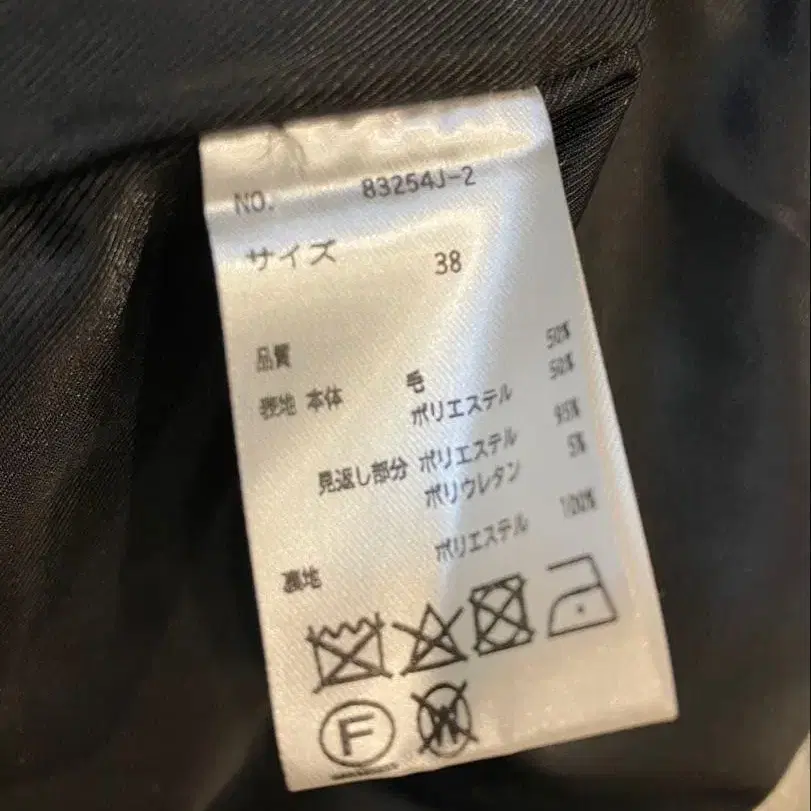 NO. 83254J-2
サイズ 38
品質
表地 本体 毛 50%
ポリエステル 50%
見返し部分 ポリエステル 95%
ポリウレタン 5%
裏地 ポリエステル 100%
F W